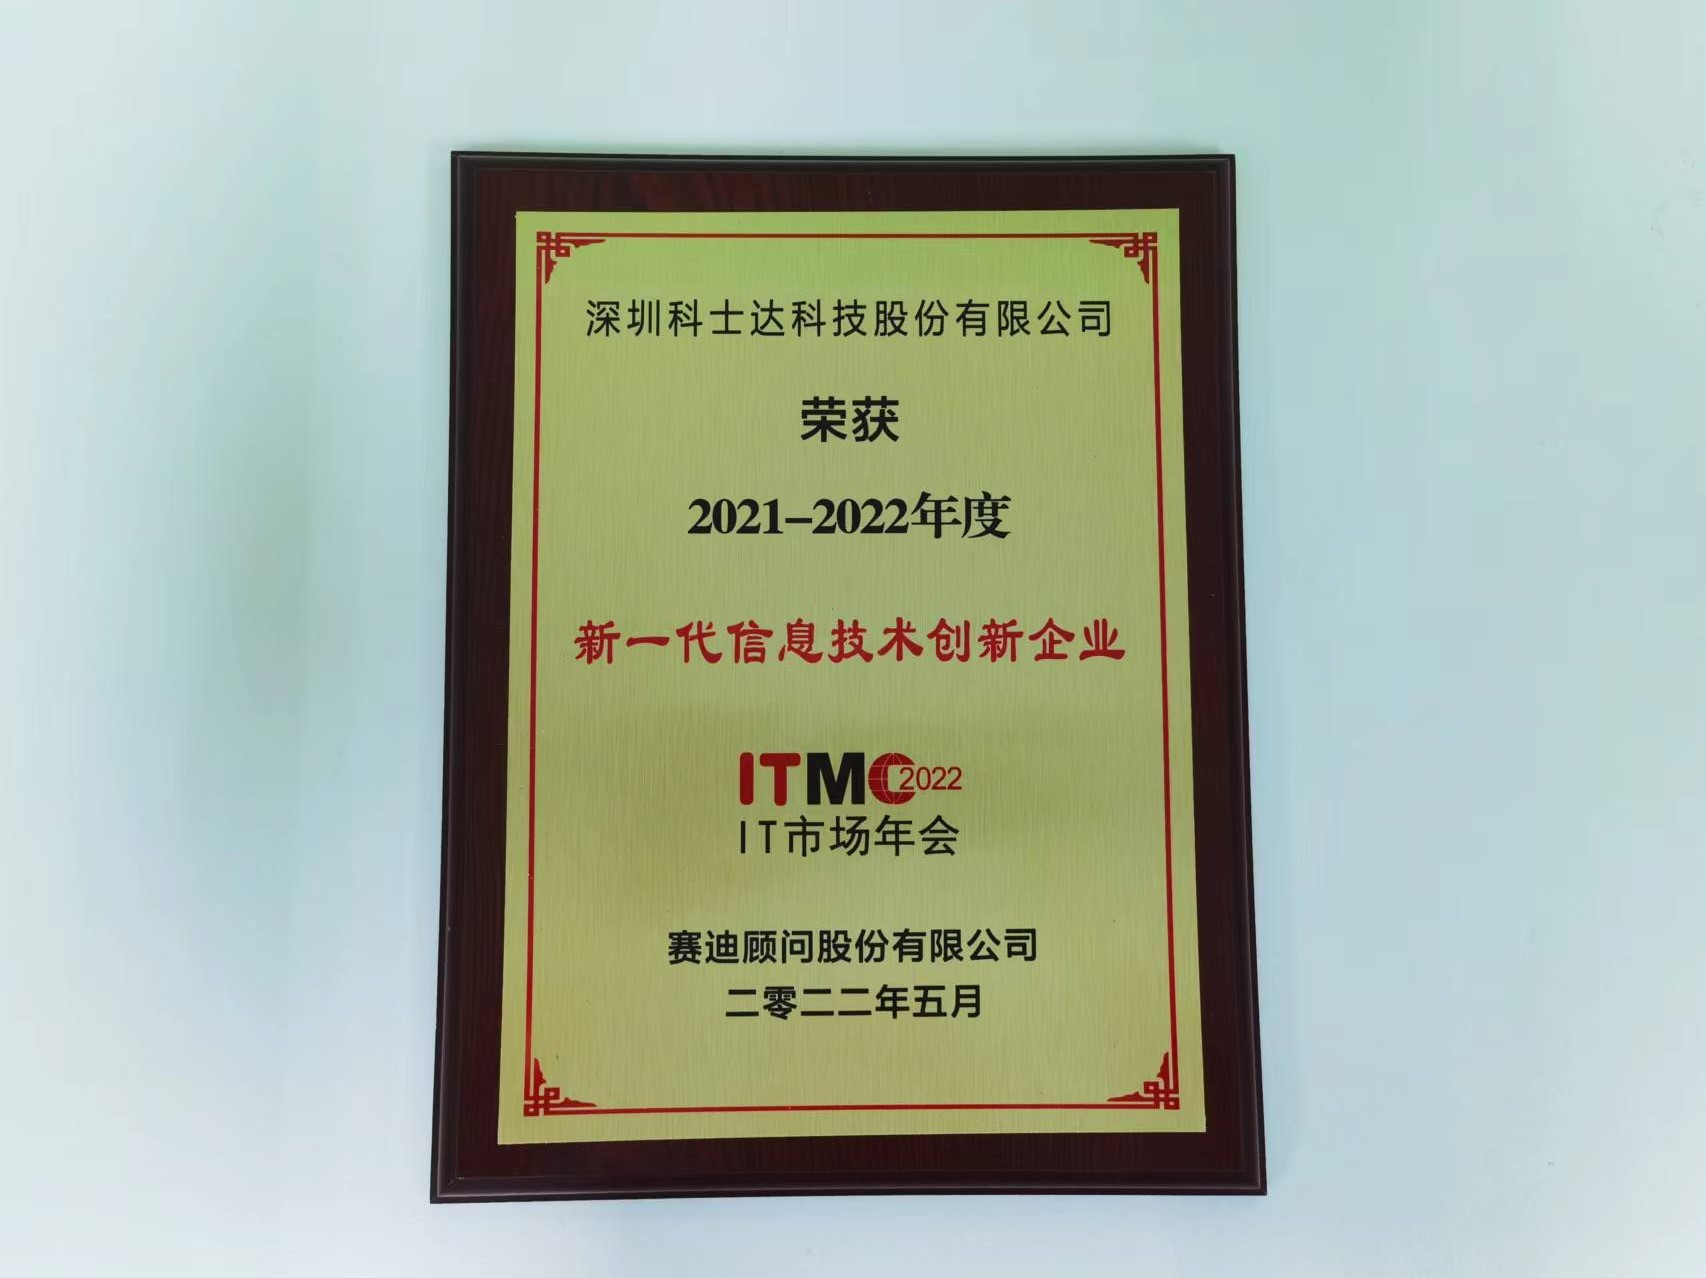 深圳科士达科技股份有限公司
荣获
2021-2022年度
新一代信息技术创新企业
ITMC2022
IT市场年会
赛迪顾问股份有限公司
二零二二年五月